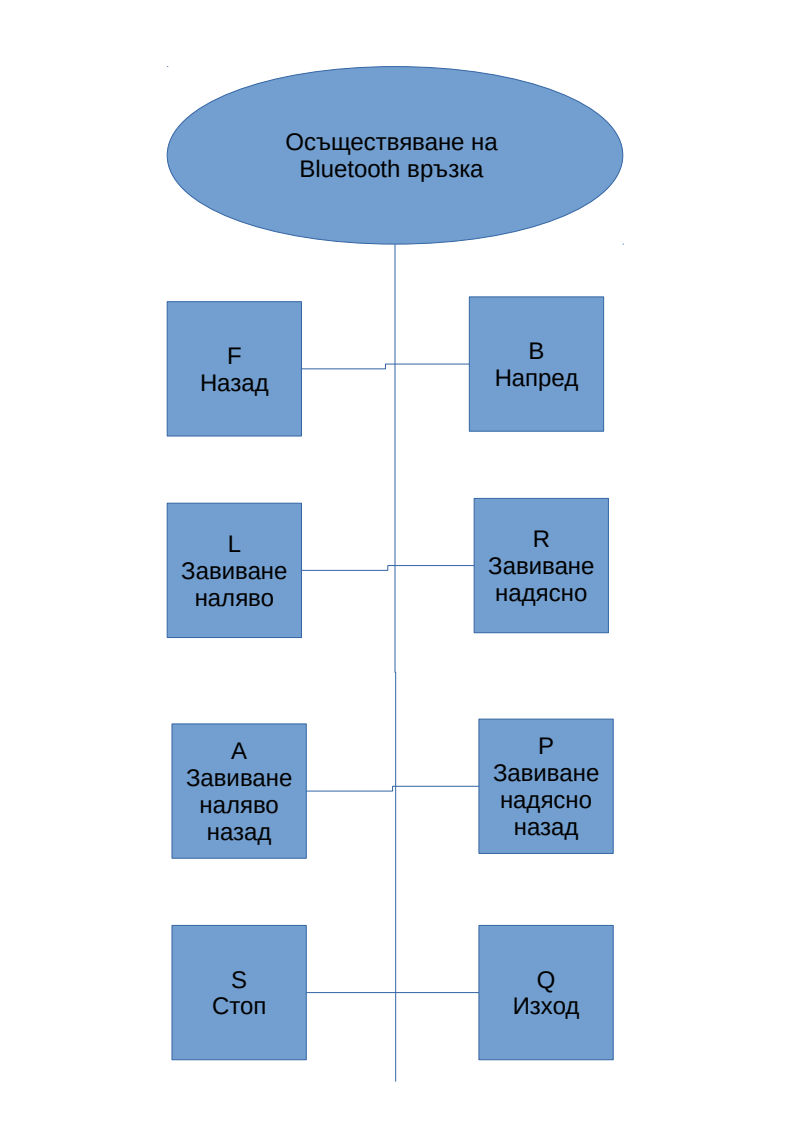 Осъществяване на
Bluetooth връзка
F
Назад
B
Напред
L
Завиване
наляво
R
Завиване
надясно
A
Завиване
наляво
назад
P
Завиване
надясно
назад
S
Стоп
Q
Изход